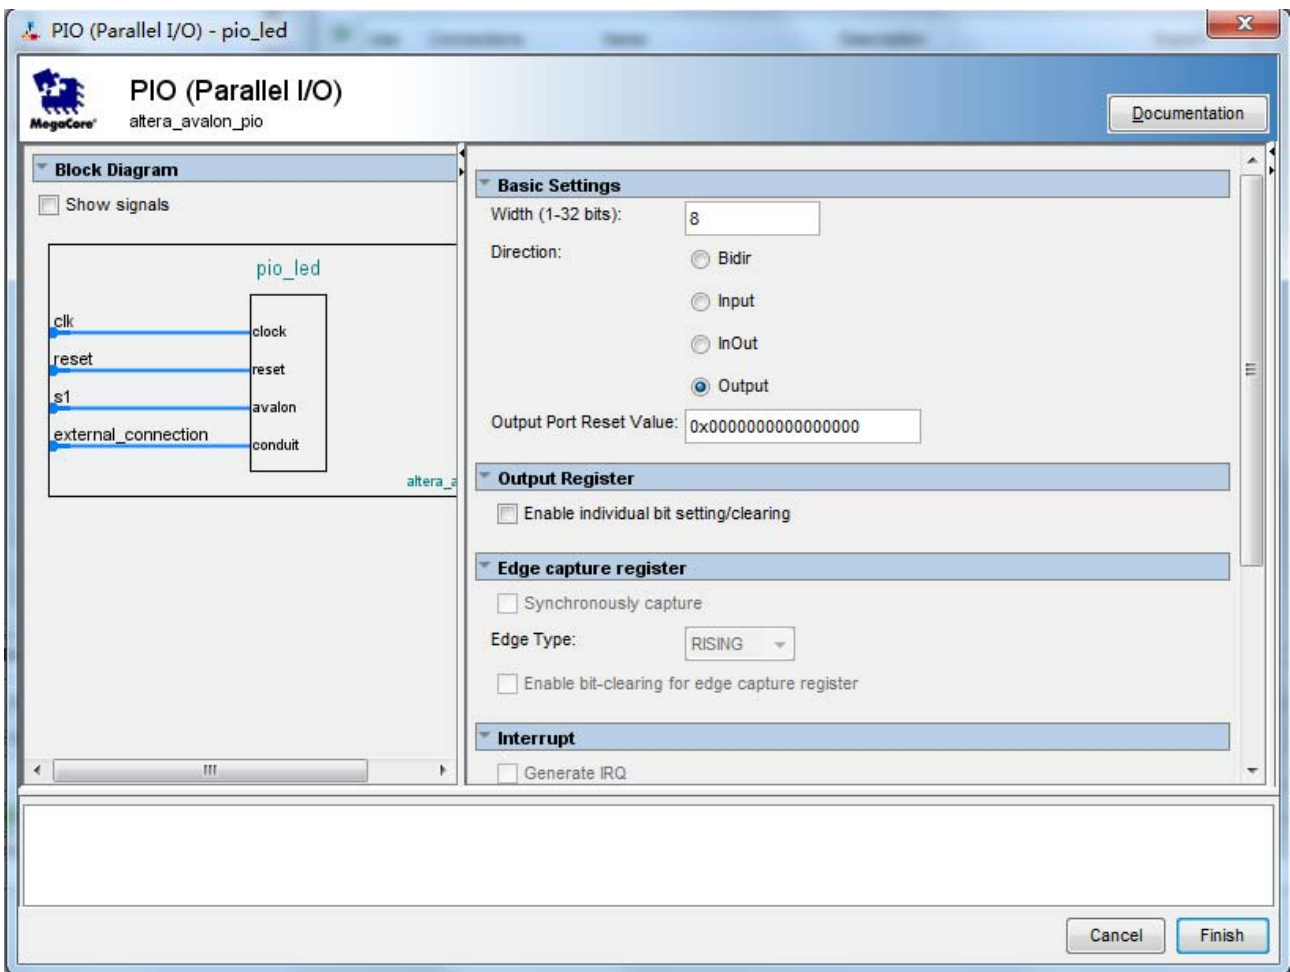 PIO (Parallel I/O) - pio_led
PIO (Parallel I/O)
altera_avalon_pio
MegaCore®
Documentation
Block Diagram
Show signals
pio_led
clk
clock
reset
reset
s1
avalon
external_connection
conduit
altera_a
Basic Settings
Width (1-32 bits):
8
Direction:
Bidir
Input
InOut
Output
Output Port Reset Value:
0x0000000000000000
Output Register
Enable individual bit setting/clearing
Edge capture register
Synchronously capture
Edge Type:
RISING
Enable bit-clearing for edge capture register
Interrupt
Generate IRQ
Cancel
Finish